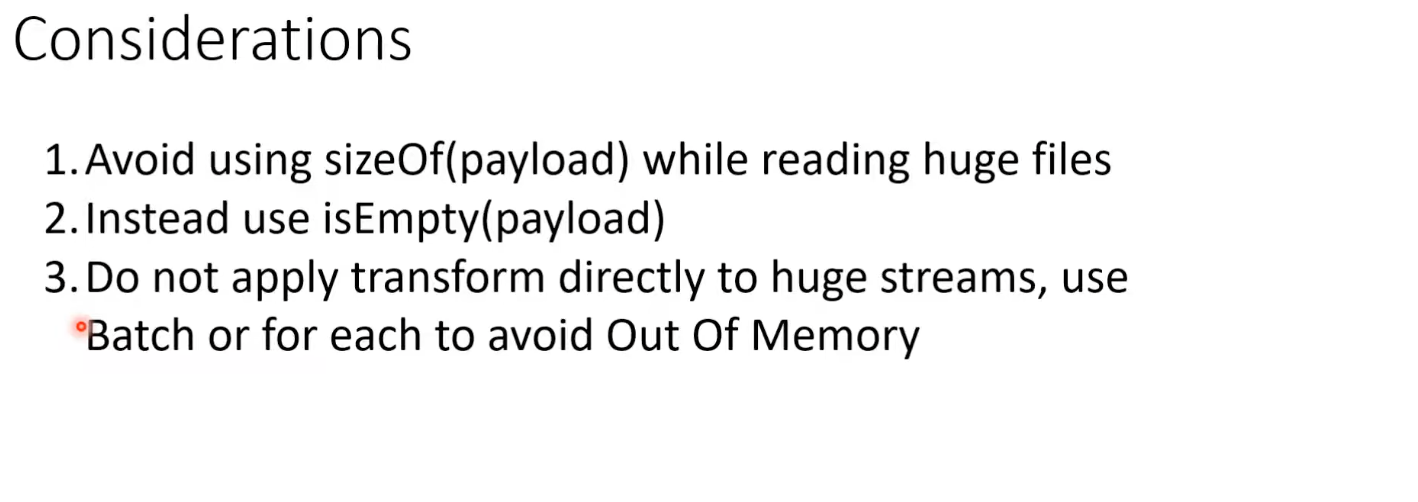 Considerations
1. Avoid using sizeOf(payload) while reading huge files
2. Instead use isEmpty(payload)
3. Do not apply transform directly to huge streams, use
Batch or for each to avoid Out Of Memory